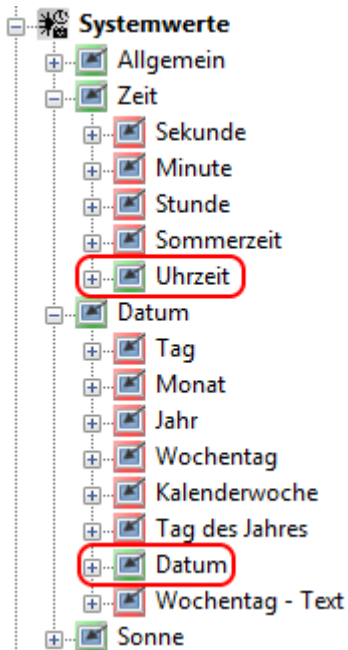 Systemwerte
Allgemein
Zeit
Sekunde
Minute
Stunde
Sommerzeit
Uhrzeit
Datum
Tag
Monat
Jahr
Wochentag
Kalenderwoche
Tag des Jahres
Datum
Wochentag - Text
Sonne